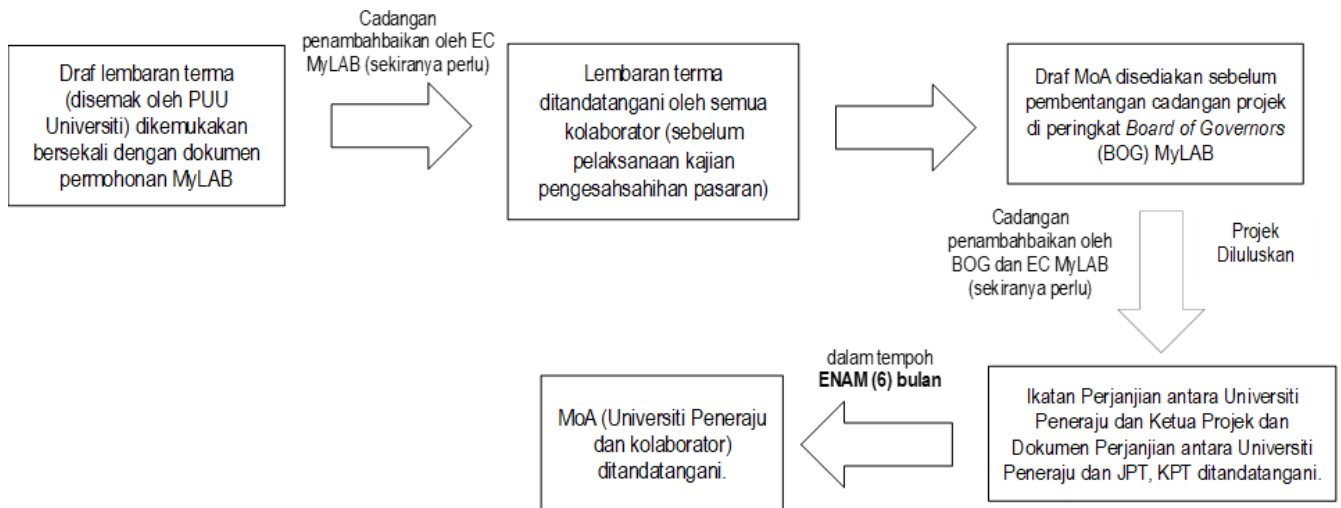 Draf lembaran terma
(disemak oleh PUU
Universiti) dikemukakan
bersekali dengan dokumen
permohonan MyLAB
Cadangan
penambahbaikan oleh EC
MyLAB (sekiranya perlu)
Lembaran terma
ditandatangani oleh semua
kolaborator (sebelum
pelaksanaan kajian
pengesahsahihan pasaran)
Draf MoA disediakan sebelum
pembentangan cadangan projek
di peringkat Board of Governors
(BOG) MyLAB
Cadangan
penambahbaikan oleh
BOG dan EC MyLAB
(sekiranya perlu)
Projek
Diluluskan
Ikatan Perjanjian antara Universiti
Peneraju dan Ketua Projek dan
Dokumen Perjanjian antara Universiti
Peneraju dan JPT, KPT ditandatangani.
dalam tempoh
ENAM (6) bulan
MoA (Universiti Peneraju
dan kolaborator)
ditandatangani.